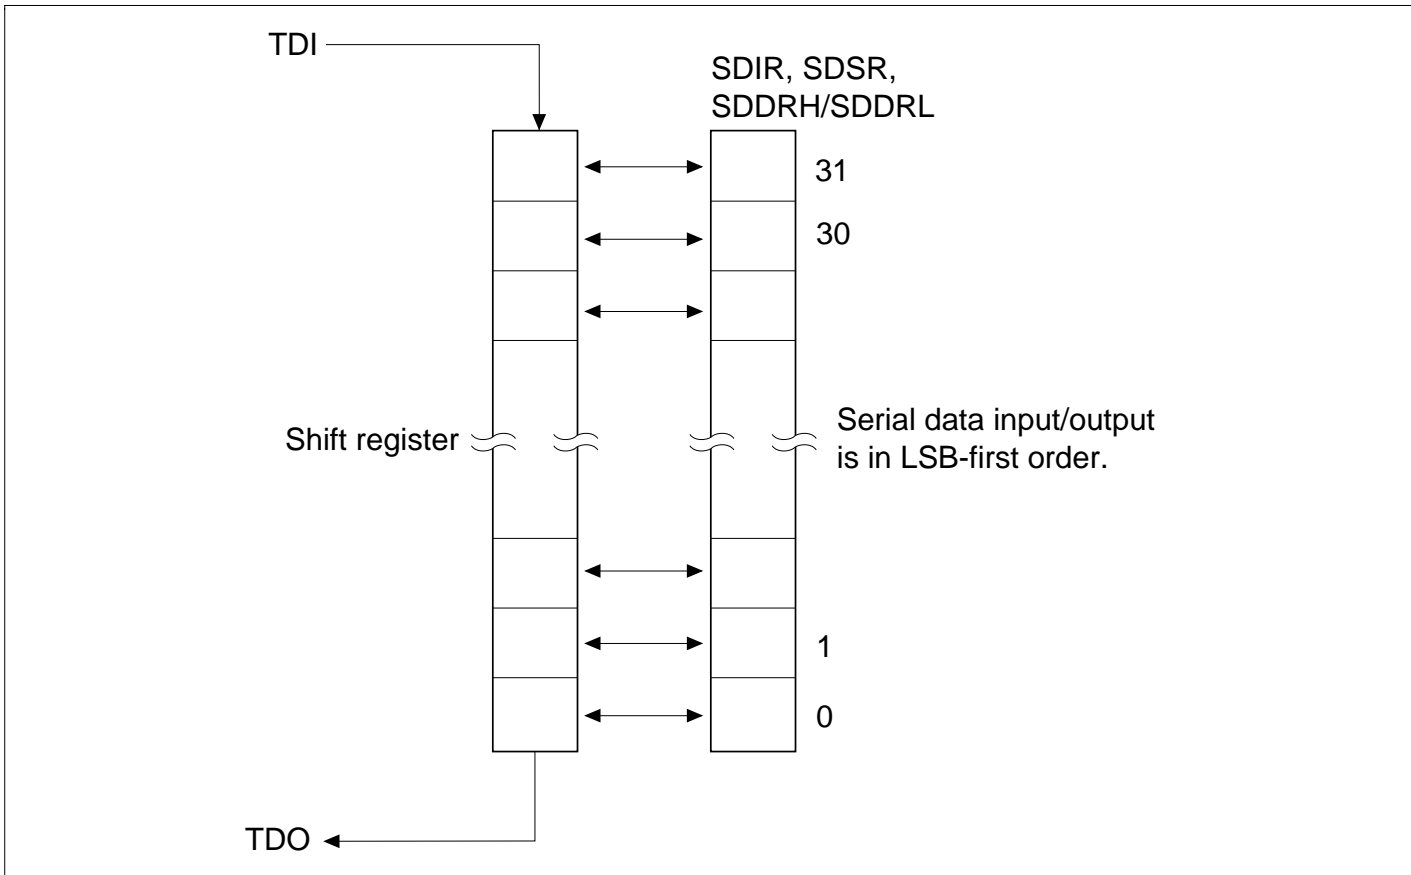 TDI
SDIR, SDSR,
SDDRH/SDDRL
31
30
Shift register
Serial data input/output
is in LSB-first order.
1
0
TDO